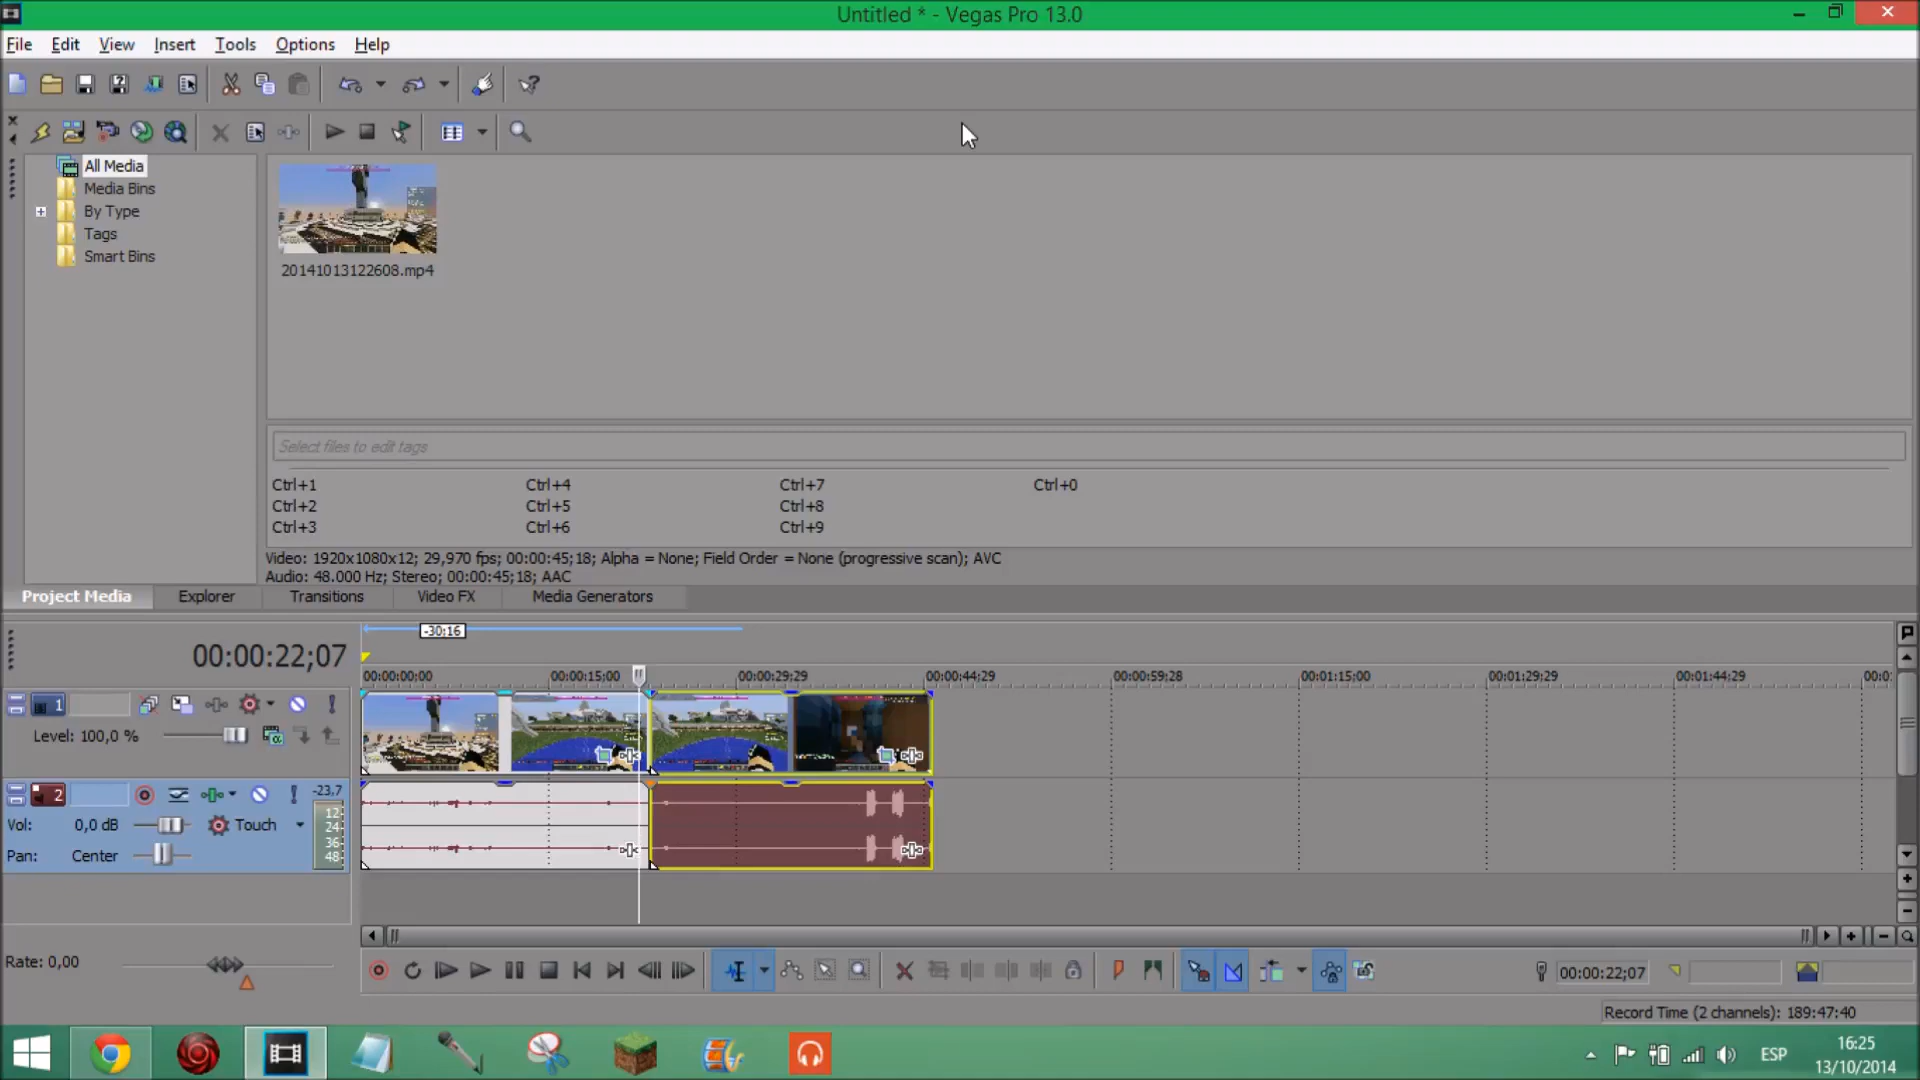 Untitled * - Vegas Pro 13.0
File Edit View Insert Tools Options Help
All Media
Media Bins
By Type
Tags
Smart Bins
20141013122608.mp4
Select files to edit tags
Ctrl+1 Ctrl+4 Ctrl+7 Ctrl+0
Ctrl+2 Ctrl+5 Ctrl+8
Ctrl+3 Ctrl+6 Ctrl+9
Video: 1920x1080x12; 29,970 fps; 00:00:45;18; Alpha = None; Field Order = None (progressive scan); AVC
Audio: 48.000 Hz; Stereo; 00:00:45;18; AAC
Project Media Explorer Transitions Video FX Media Generators
-30;16
00:00:22;07
00:00:00;00 00:00:15;00 00:00:29;29 00:00:44;29 00:00:59;28 00:01:15;00 00:01:29;29 00:01:44;29 00:0
1
Level: 100,0 %
2 -23,7
12
Vol: 0,0 dB Touch 24
36
Pan: Center 48
Rate: 0,00
00:00:22;07
Record Time (2 channels): 189:47:40
ESP
16:25
13/10/2014